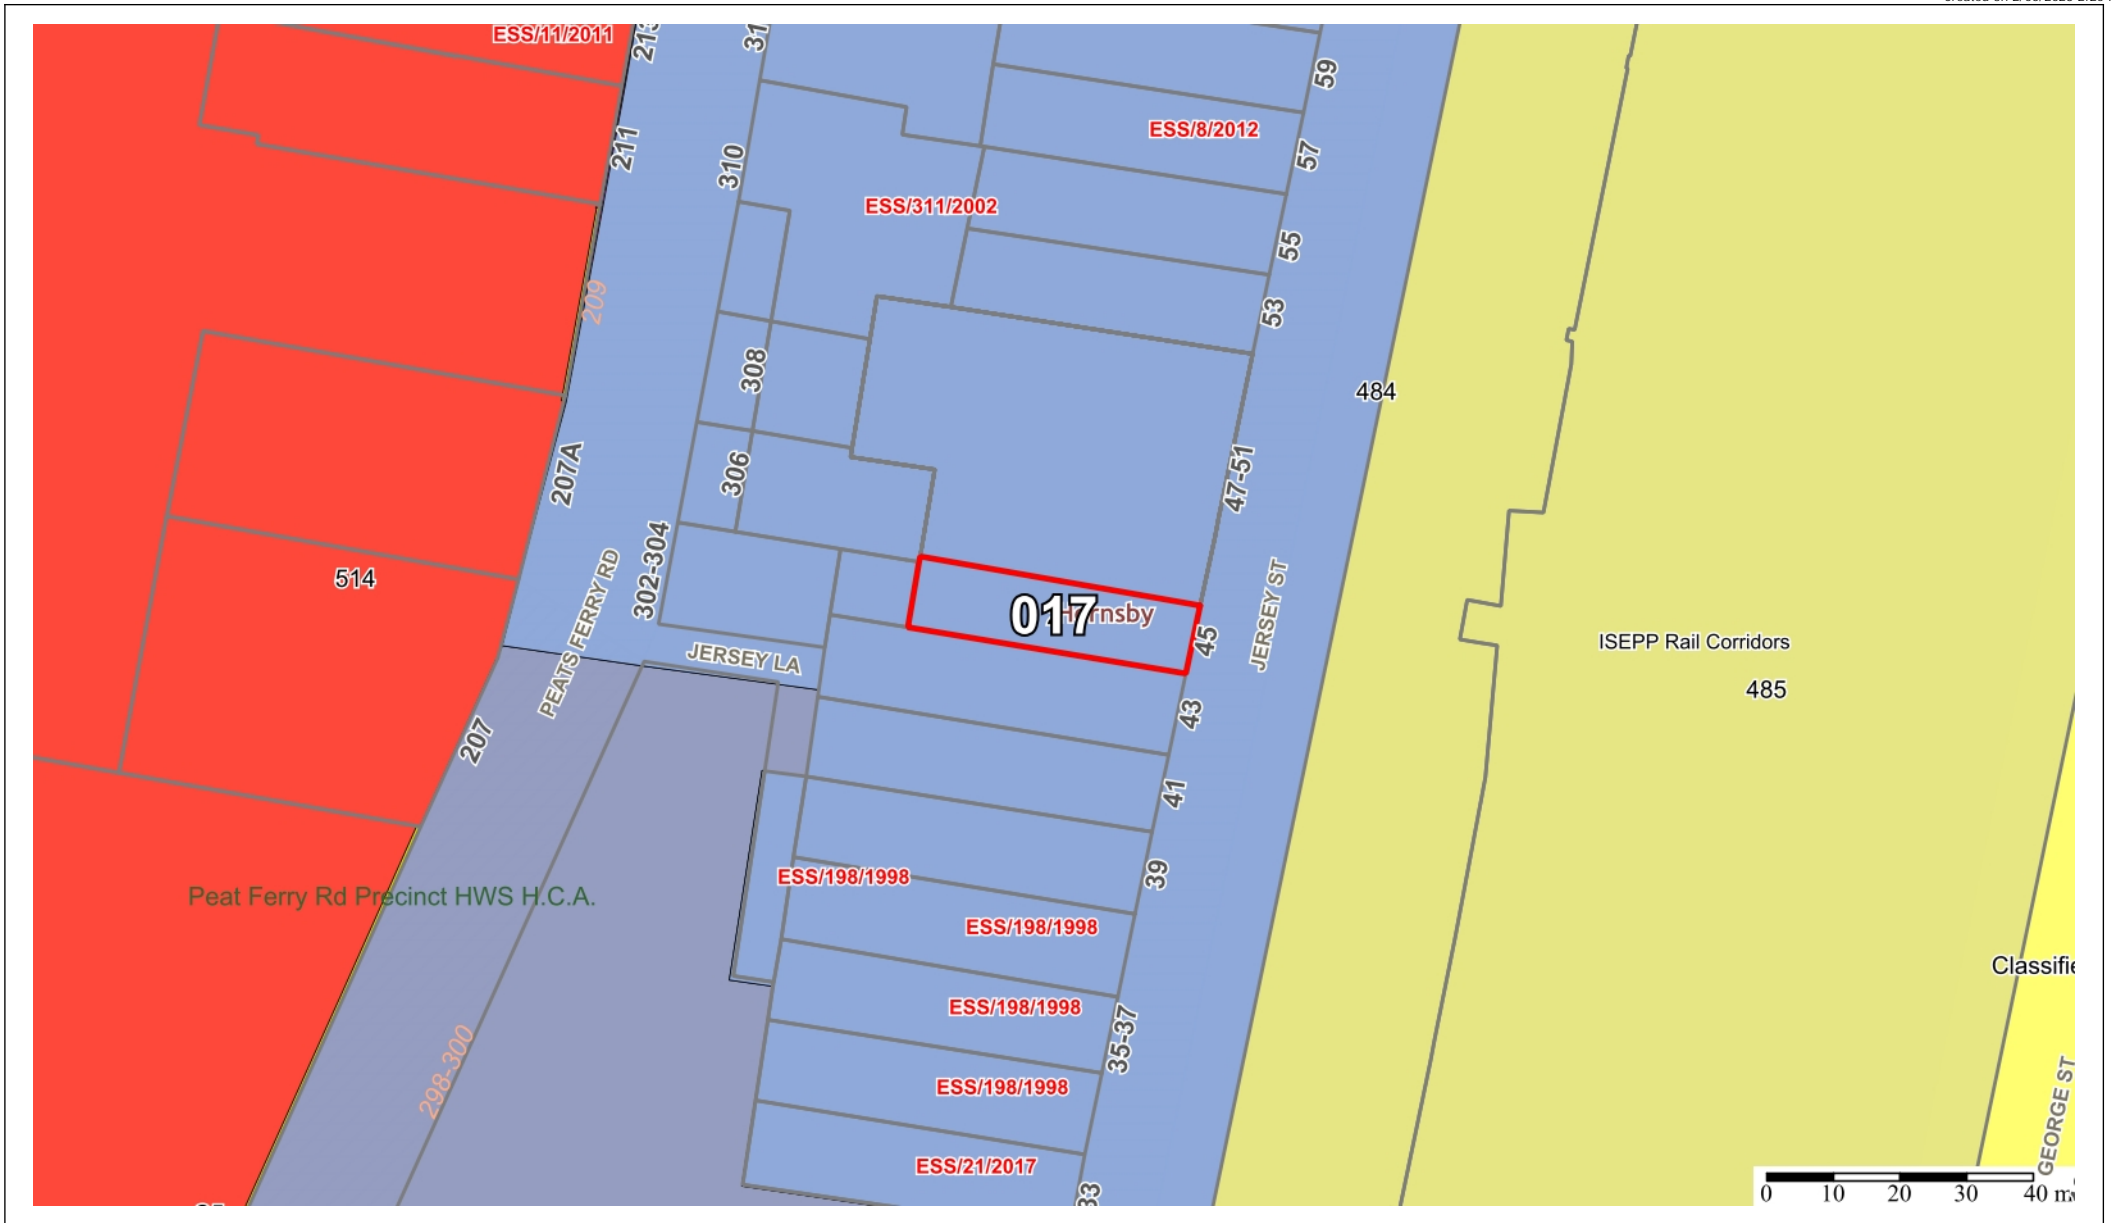 ESS/11/2011
59
ESS/8/2012
211
310
57
ESS/311/2002
55
209
53
308
484
207A
306
47-51
302-304
514
PEATS FERRY RD
JERSEY ST
017
Hornsby
45
ISEPP Rail Corridors
JERSEY LA
485
43
207
41
39
ESS/198/1998
Peat Ferry Rd Precinct HWS H.C.A.
ESS/198/1998
ESS/198/1998
35-37
298-300
ESS/198/1998
GEORGE ST
ESS/21/2017
0 10 20 30 40 m